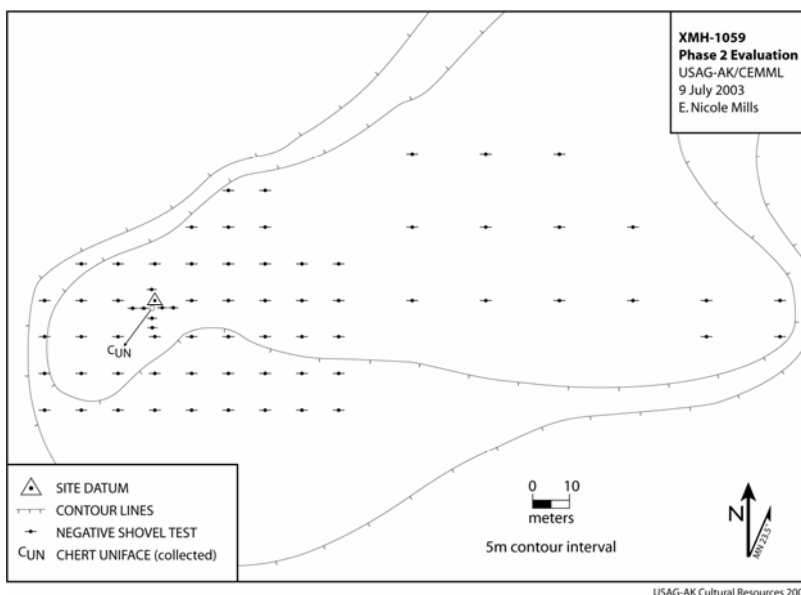 XMH-1059
Phase 2 Evaluation
USAG-AK/CEMML
9 July 2003
E. Nicole Mills
CUN
SITE DATUM
CONTOUR LINES
NEGATIVE SHOVEL TEST
CUN CHERT UNIFACE (collected)
0 10
meters
5m contour interval
N
MN 23.5°
USAG-AK Cultural Resources